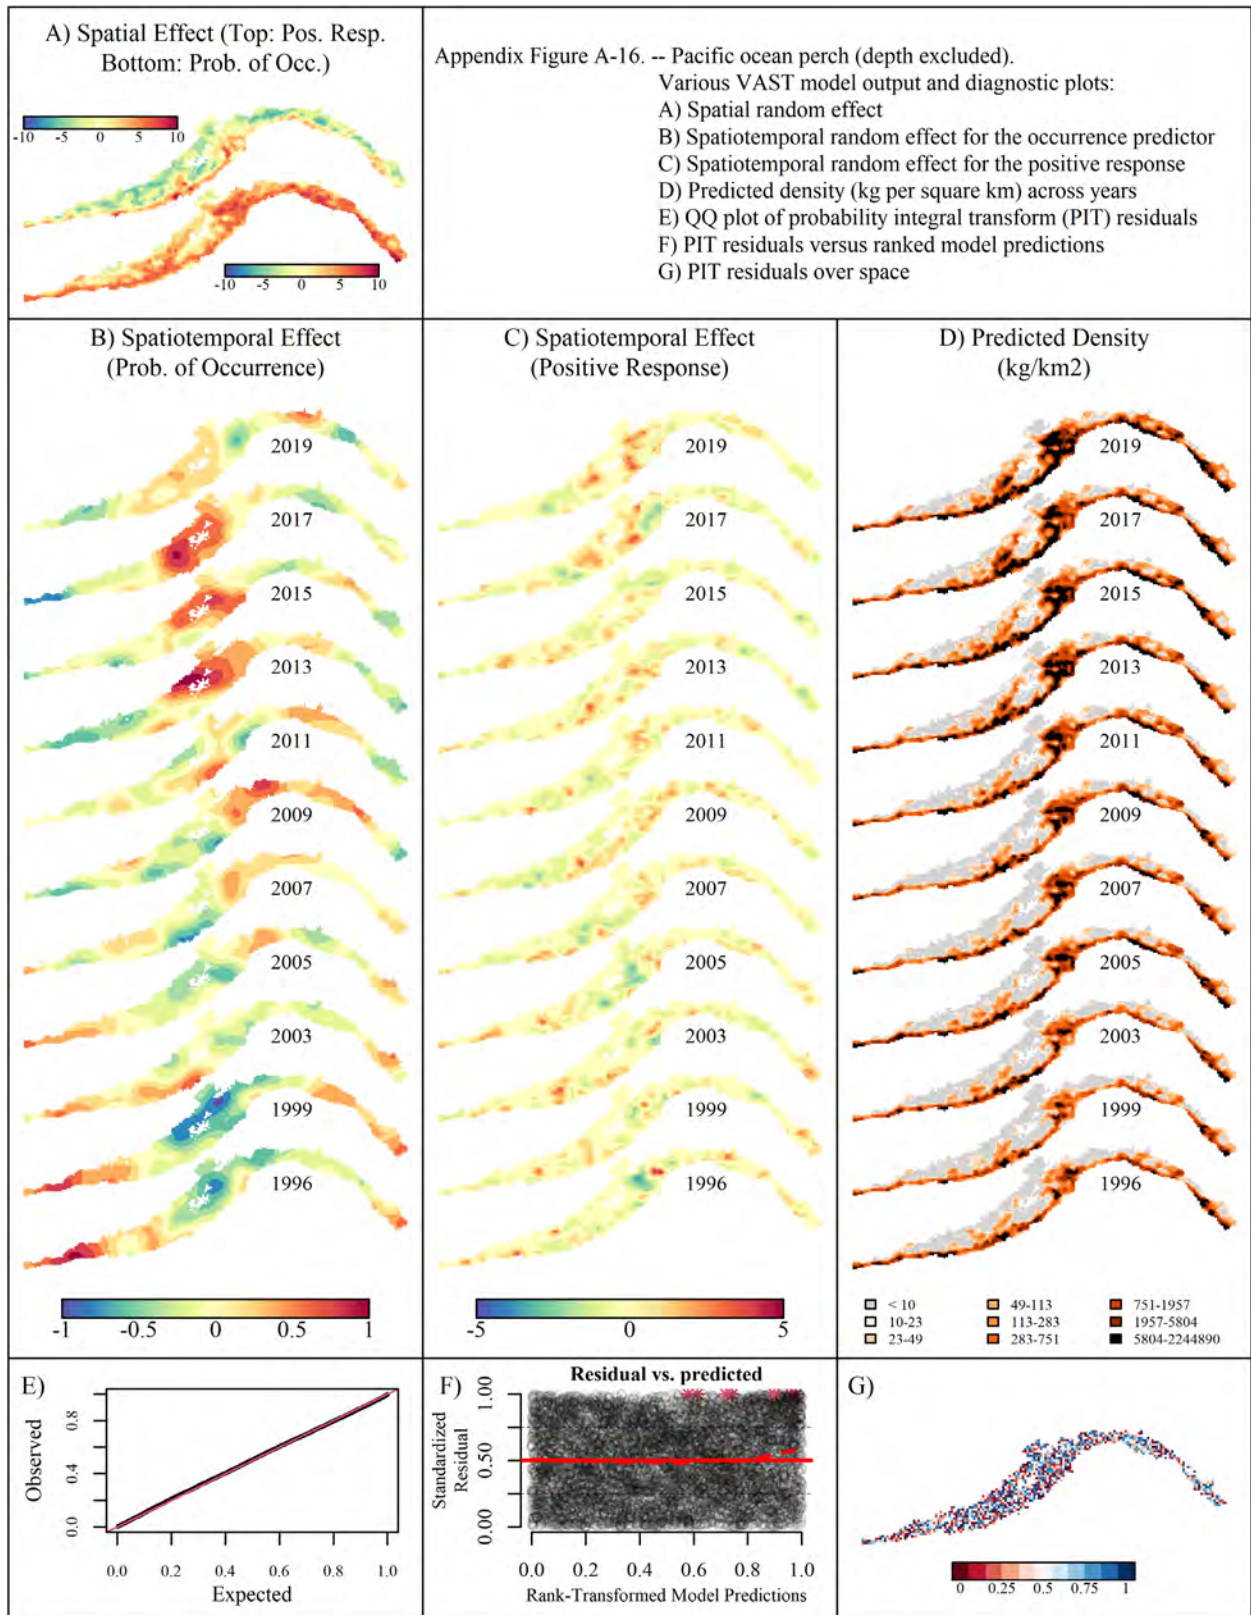 A) Spatial Effect (Top: Pos. Resp.
Bottom: Prob. of Occ.)
-10 -5 0 5 10
-10 -5 0 5 10
Appendix Figure A-16. -- Pacific ocean perch (depth excluded).
Various VAST model output and diagnostic plots:
A) Spatial random effect
B) Spatiotemporal random effect for the occurrence predictor
C) Spatiotemporal random effect for the positive response
D) Predicted density (kg per square km) across years
E) QQ plot of probability integral transform (PIT) residuals
F) PIT residuals versus ranked model predictions
G) PIT residuals over space
B) Spatiotemporal Effect
(Prob. of Occurrence)
2019
2017
2015
2013
2011
2009
2007
2005
2003
1999
1996
-1 -0.5 0 0.5 1
C) Spatiotemporal Effect
(Positive Response)
2019
2017
2015
2013
2011
2009
2007
2005
2003
1999
1996
-5 0 5
D) Predicted Density
(kg/km2)
2019
2017
2015
2013
2011
2009
2007
2005
2003
1999
1996
< 10 49-113 751-1957
10-23 113-283 1957-5804
23-49 283-751 5804-2244890
E)
Observed
0.8
0.4
0.0
0.0 0.2 0.4 0.6 0.8 1.0
Expected
F)
Residual vs. predicted
Standardized
Residual
1.00
0.50
0.00
0.0 0.2 0.4 0.6 0.8 1.0
Rank-Transformed Model Predictions
G)
0 0.25 0.5 0.75 1